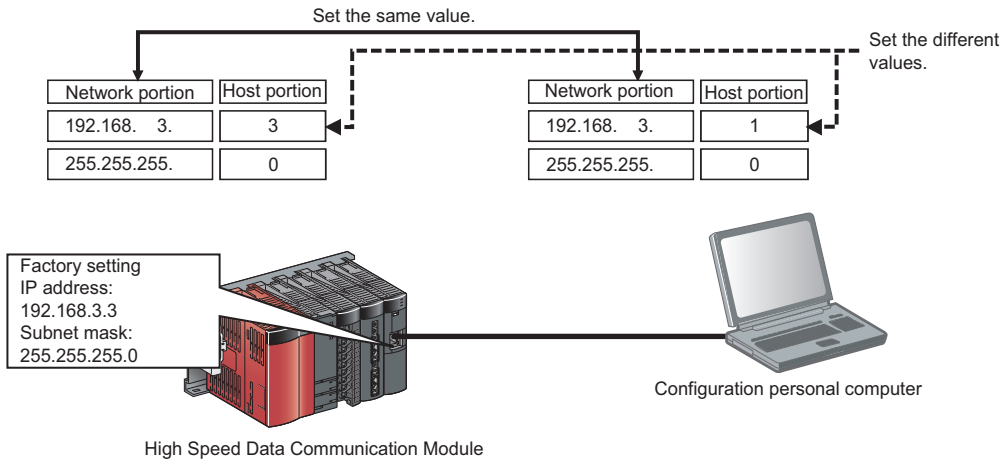 Set the same value.
Set the different
values.
Network portion Host portion
192.168. 3. 3
255.255.255. 0
Network portion Host portion
192.168. 3. 1
255.255.255. 0
Factory setting
IP address:
192.168.3.3
Subnet mask:
255.255.255.0
Configuration personal computer
High Speed Data Communication Module